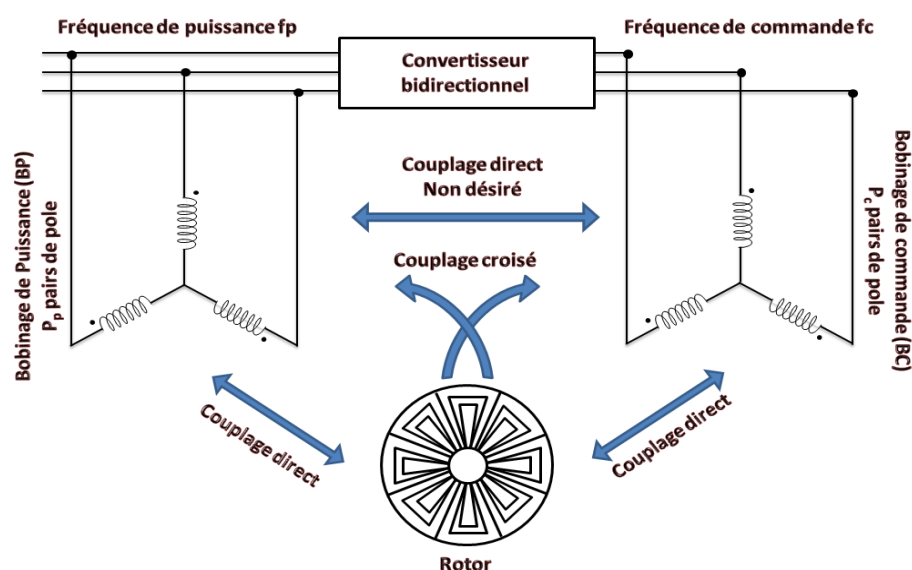 Fréquence de puissance fp
Fréquence de commande fc
Convertisseur
bidirectionnel
Bobinage de Puissance (BP)
Pp pairs de pole
Couplage direct
Non désiré
Couplage croisé
Bobinage de commande (BC)
Pc pairs de pole
Couplage direct
Couplage direct
Rotor